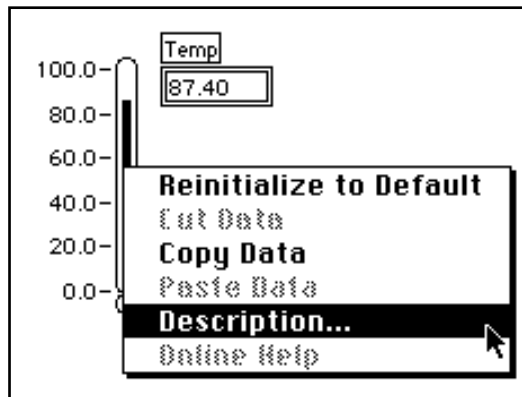 Temp
87.40
100.0
80.0
60.0
40.0
20.0
0.0
Reinitialize to Default
Cut Data
Copy Data
Paste Data
Description...
Online Help